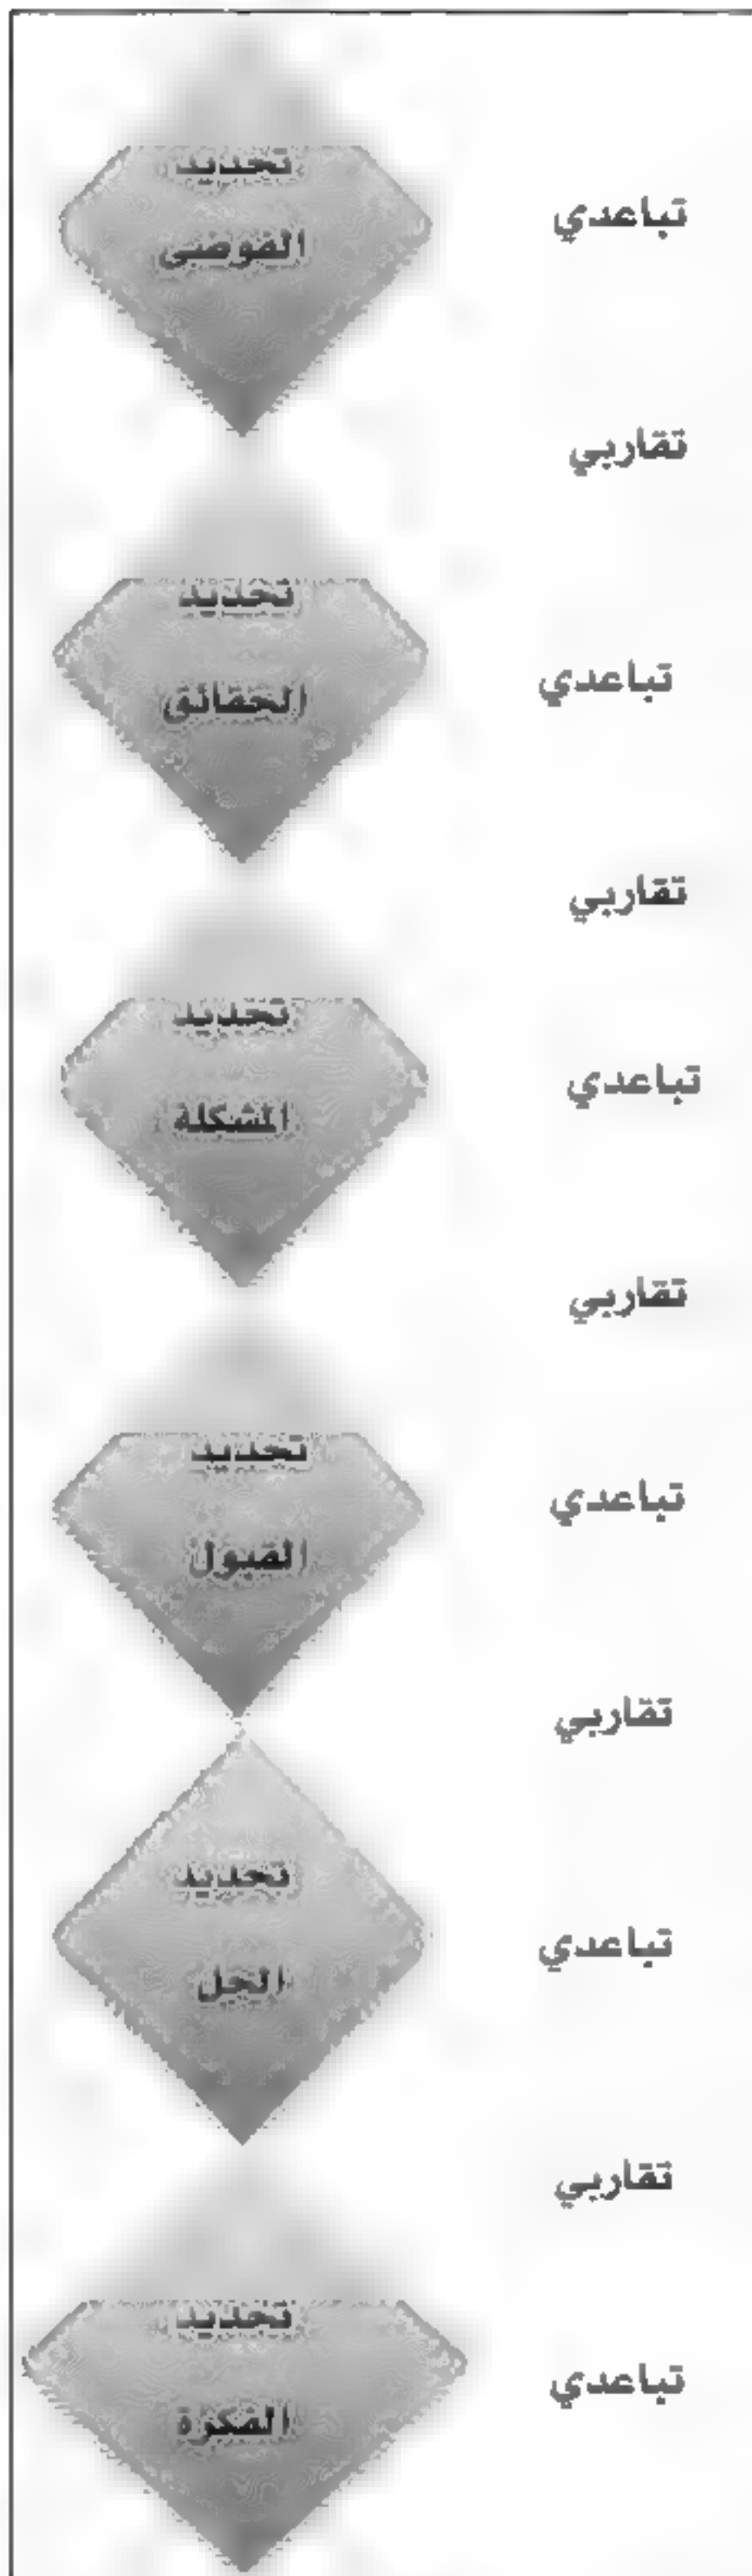 تحديد
تباعدي
الفوضى
تقاربي
تحديد
تباعدي
الحقائق
تقاربي
تحديد
تباعدي
المشكلة
تقاربي
تحديد
تباعدي
القبول
تقاربي
تحديد
تباعدي
الحل
تقاربي
تحديد
تباعدي
الفكرة